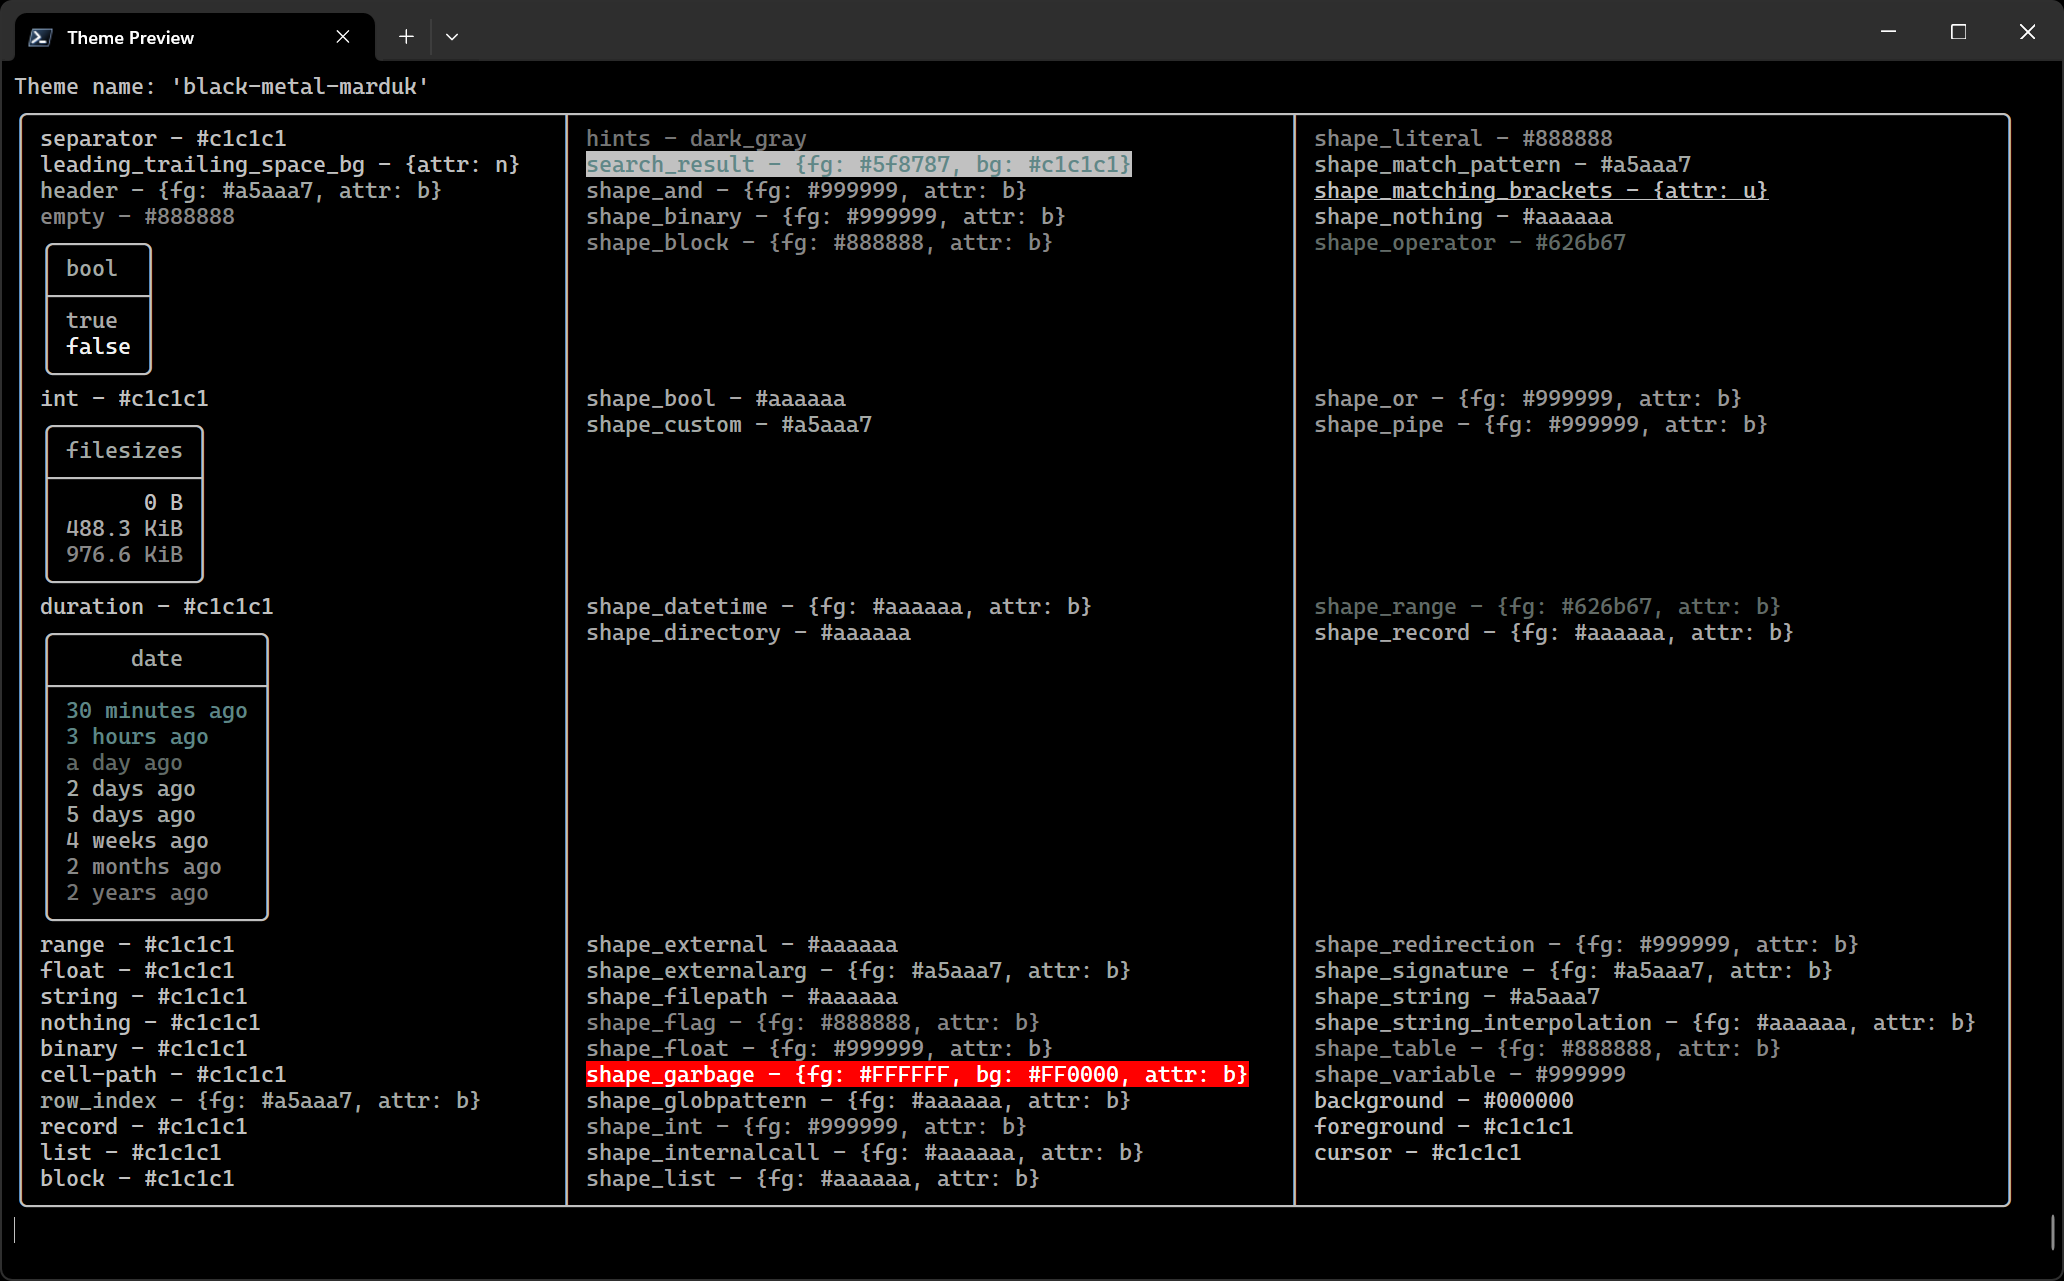 Theme Preview
Theme name: 'black-metal-marduk'
separator - #c1c1c1
leading_trailing_space_bg - {attr: n}
header - {fg: #a5aaa7, attr: b}
empty - #888888
bool
true
false
int - #c1c1c1
filesizes
0 B
488.3 KiB
976.6 KiB
duration - #c1c1c1
date
30 minutes ago
3 hours ago
a day ago
2 days ago
5 days ago
4 weeks ago
2 months ago
2 years ago
range - #c1c1c1
float - #c1c1c1
string - #c1c1c1
nothing - #c1c1c1
binary - #c1c1c1
cell-path - #c1c1c1
row_index - {fg: #a5aaa7, attr: b}
record - #c1c1c1
list - #c1c1c1
block - #c1c1c1
hints - dark_gray
search_result - {fg: #5f8787, bg: #c1c1c1}
shape_and - {fg: #999999, attr: b}
shape_binary - {fg: #999999, attr: b}
shape_block - {fg: #888888, attr: b}
shape_bool - #aaaaaa
shape_custom - #a5aaa7
shape_datetime - {fg: #aaaaaa, attr: b}
shape_directory - #aaaaaa
shape_external - #aaaaaa
shape_externalarg - {fg: #a5aaa7, attr: b}
shape_filepath - #aaaaaa
shape_flag - {fg: #888888, attr: b}
shape_float - {fg: #999999, attr: b}
shape_garbage - {fg: #FFFFFF, bg: #FF0000, attr: b}
shape_globpattern - {fg: #aaaaaa, attr: b}
shape_int - {fg: #999999, attr: b}
shape_internalcall - {fg: #aaaaaa, attr: b}
shape_list - {fg: #aaaaaa, attr: b}
shape_literal - #888888
shape_match_pattern - #a5aaa7
shape_matching_brackets - {attr: u}
shape_nothing - #aaaaaa
shape_operator - #626b67
shape_or - {fg: #999999, attr: b}
shape_pipe - {fg: #999999, attr: b}
shape_range - {fg: #626b67, attr: b}
shape_record - {fg: #aaaaaa, attr: b}
shape_redirection - {fg: #999999, attr: b}
shape_signature - {fg: #a5aaa7, attr: b}
shape_string - #a5aaa7
shape_string_interpolation - {fg: #aaaaaa, attr: b}
shape_table - {fg: #888888, attr: b}
shape_variable - #999999
background - #000000
foreground - #c1c1c1
cursor - #c1c1c1